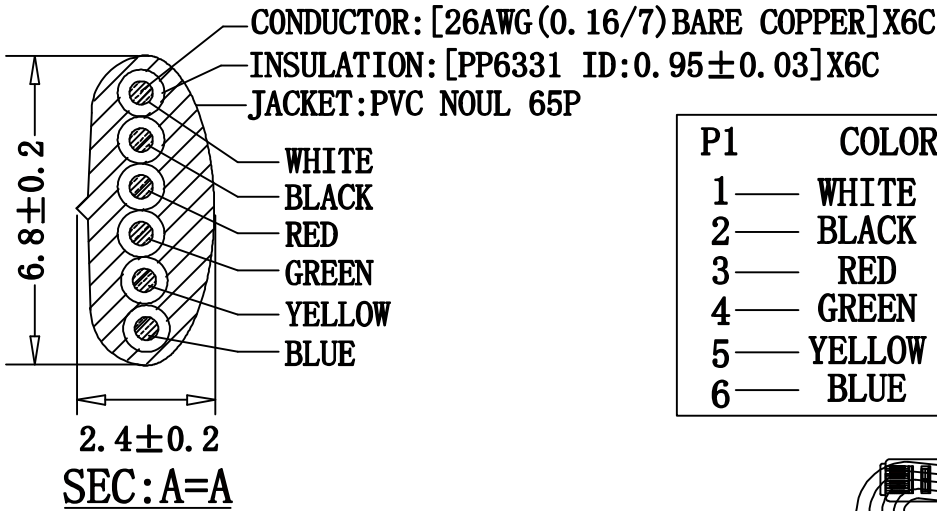 CONDUCTOR:[26AWG(0.16/7)BARE COPPER]X6C
INSULATION:[PP6331 ID:0.95±0.03]X6C
JACKET:PVC NOUL 65P
WHITE
BLACK
RED
GREEN
YELLOW
BLUE
6.8±0.2
2.4±0.2
SEC:A=A
P1 COLOR
1 WHITE
2 BLACK
3 RED
4 GREEN
5 YELLOW
6 BLUE